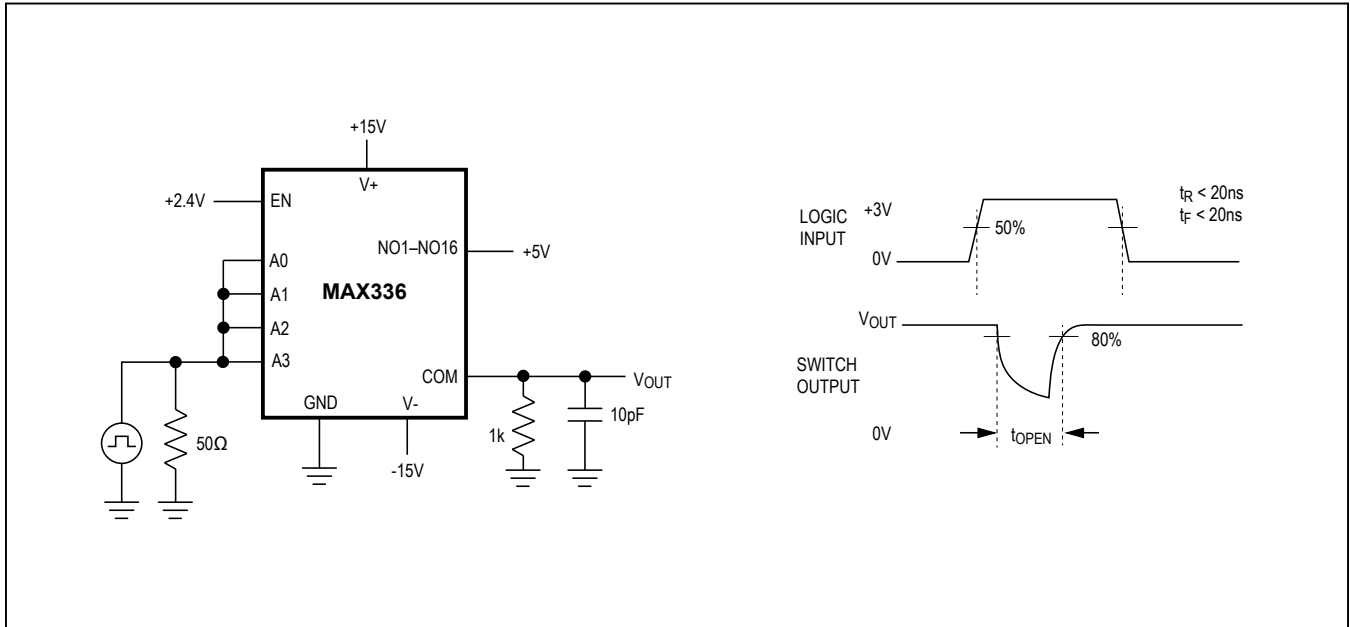 +15V
V+
+2.4V
EN
NO1–NO16
+5V
A0
A1
MAX336
A2
A3
COM
VOUT
GND
V-
50Ω
1k
10pF
-15V
LOGIC
INPUT
+3V
50%
tR < 20ns
tF < 20ns
0V
VOUT
80%
SWITCH
OUTPUT
0V
tOPEN